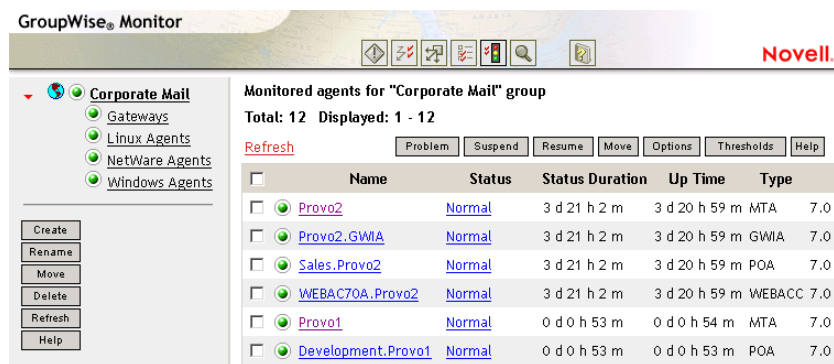 GroupWise® Monitor
Novell.
Corporate Mail
Gateways
Linux Agents
NetWare Agents
Windows Agents
Create
Rename
Move
Delete
Refresh
Help
Monitored agents for "Corporate Mail" group
Total: 12 Displayed: 1 - 12
Refresh Problem Suspend Resume Move Options Thresholds Help
Name Status Status Duration Up Time Type
Provo2 Normal 3 d 21 h 2 m 3 d 20 h 59 m MTA 7.0
Provo2.GWIA Normal 3 d 21 h 2 m 3 d 20 h 59 m GWIA 7.0
Sales.Provo2 Normal 3 d 21 h 2 m 3 d 20 h 59 m POA 7.0
WEBAC70A.Provo2 Normal 3 d 21 h 2 m 3 d 20 h 59 m WEBACC 7.0
Provo1 Normal 0 d 0 h 53 m 0 d 0 h 54 m MTA 7.0
Development.Provo1 Normal 0 d 0 h 53 m 0 d 0 h 53 m POA 7.0